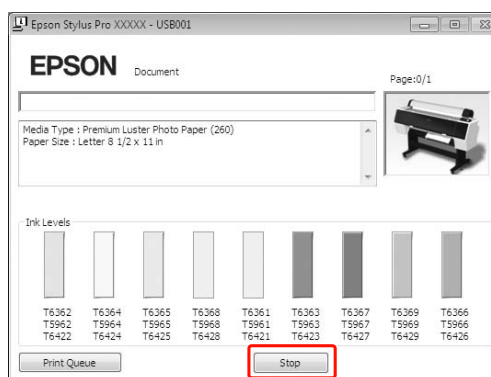 Epson Stylus Pro XXXXX - USB001
EPSON
Document
Page:0/1
Media Type : Premium Luster Photo Paper (260)
Paper Size : Letter 8 1/2 x 11 in
Ink Levels
T6362 T6364 T6365 T6368 T6361 T6363 T6367 T6369 T6366
T5962 T5964 T5965 T5968 T5961 T5963 T5967 T5969 T5966
T6422 T6424 T6425 T6428 T6421 T6423 T6427 T6429 T6426
Print Queue
Stop